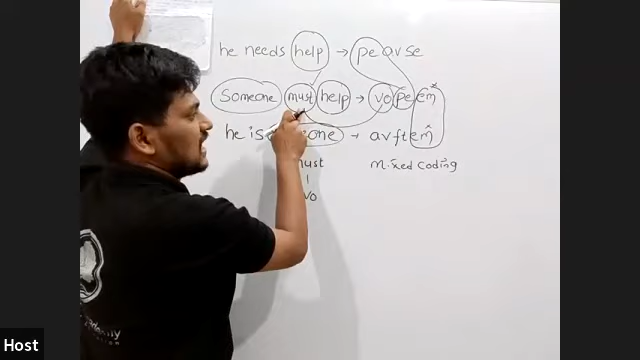 he needs help → pe av se
Someone must help → vo pe em*
he is one → av ft em
must
|
vo
mixed coding
Host